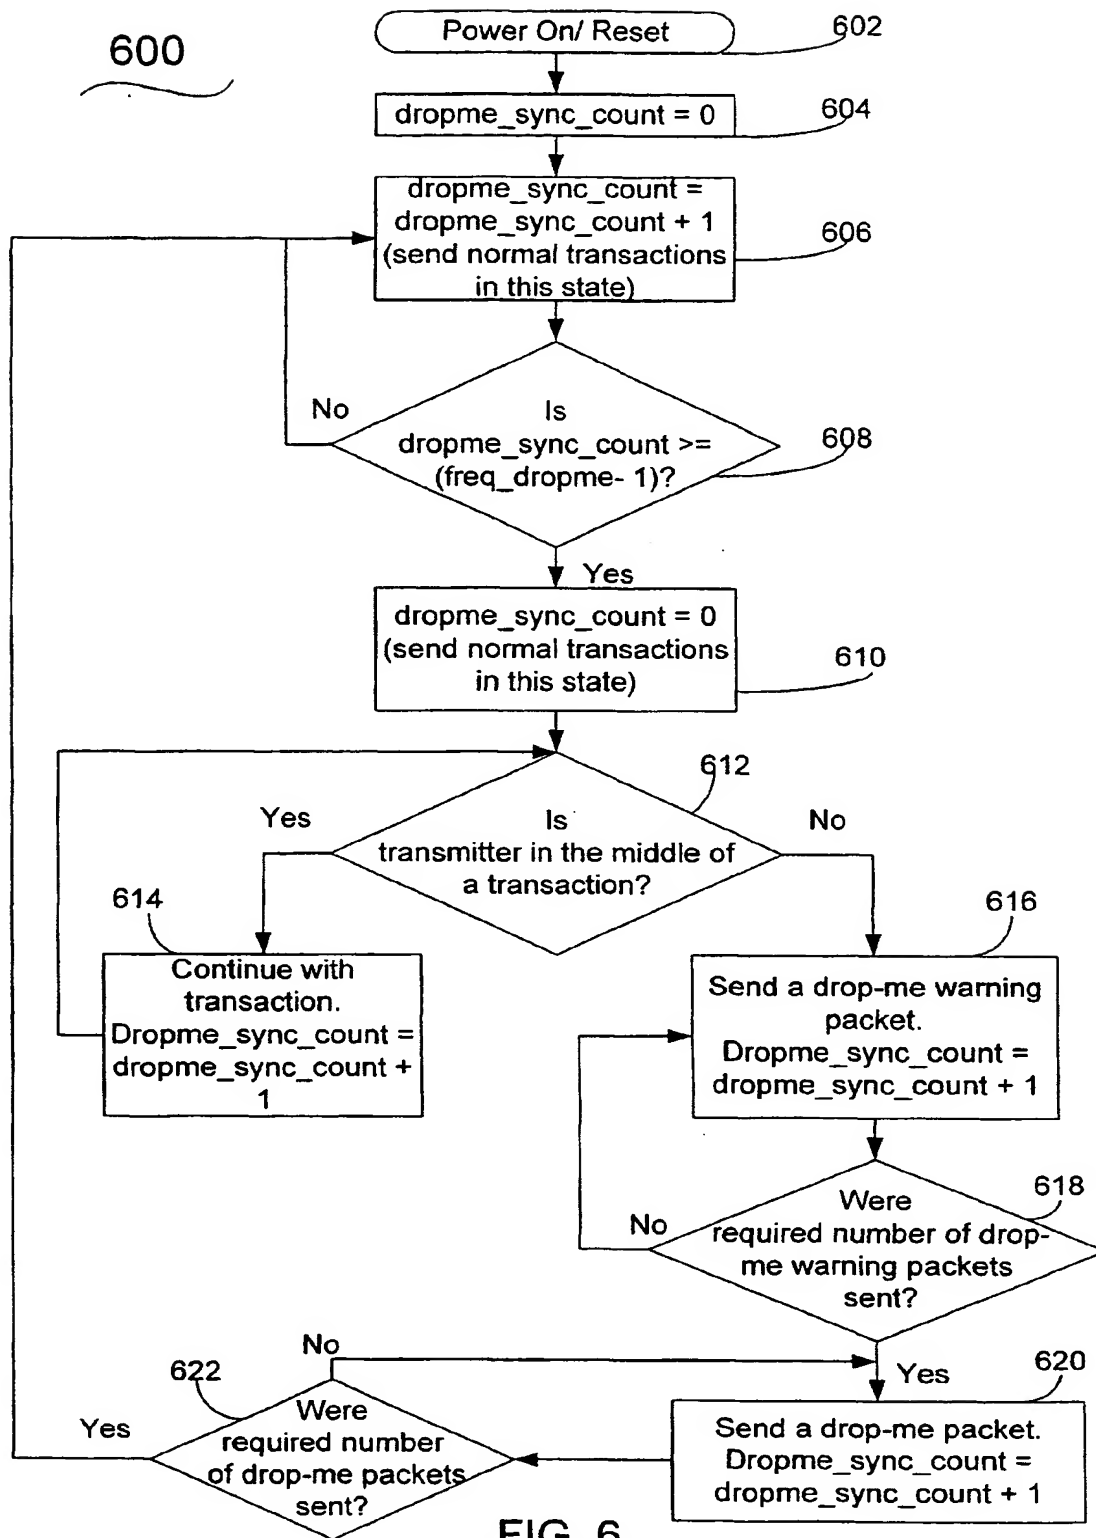 600
Power On/ Reset
602
dropme_sync_count = 0
604
dropme_sync_count =
dropme_sync_count + 1
(send normal transactions
in this state)
606
No
Is
dropme_sync_count >=
(freq_dropme- 1)?
608
Yes
dropme_sync_count = 0
(send normal transactions
in this state)
610
612
Yes
Is
transmitter in the middle of
a transaction?
No
614
Continue with
transaction.
Dropme_sync_count =
dropme_sync_count +
1
616
Send a drop-me warning
packet.
Dropme_sync_count =
dropme_sync_count + 1
618
No
Were
required number of drop-
me warning packets
sent?
Yes
620
Send a drop-me packet.
Dropme_sync_count =
dropme_sync_count + 1
622
No
Yes
Were
required number
of drop-me packets
sent?
FIG. 6